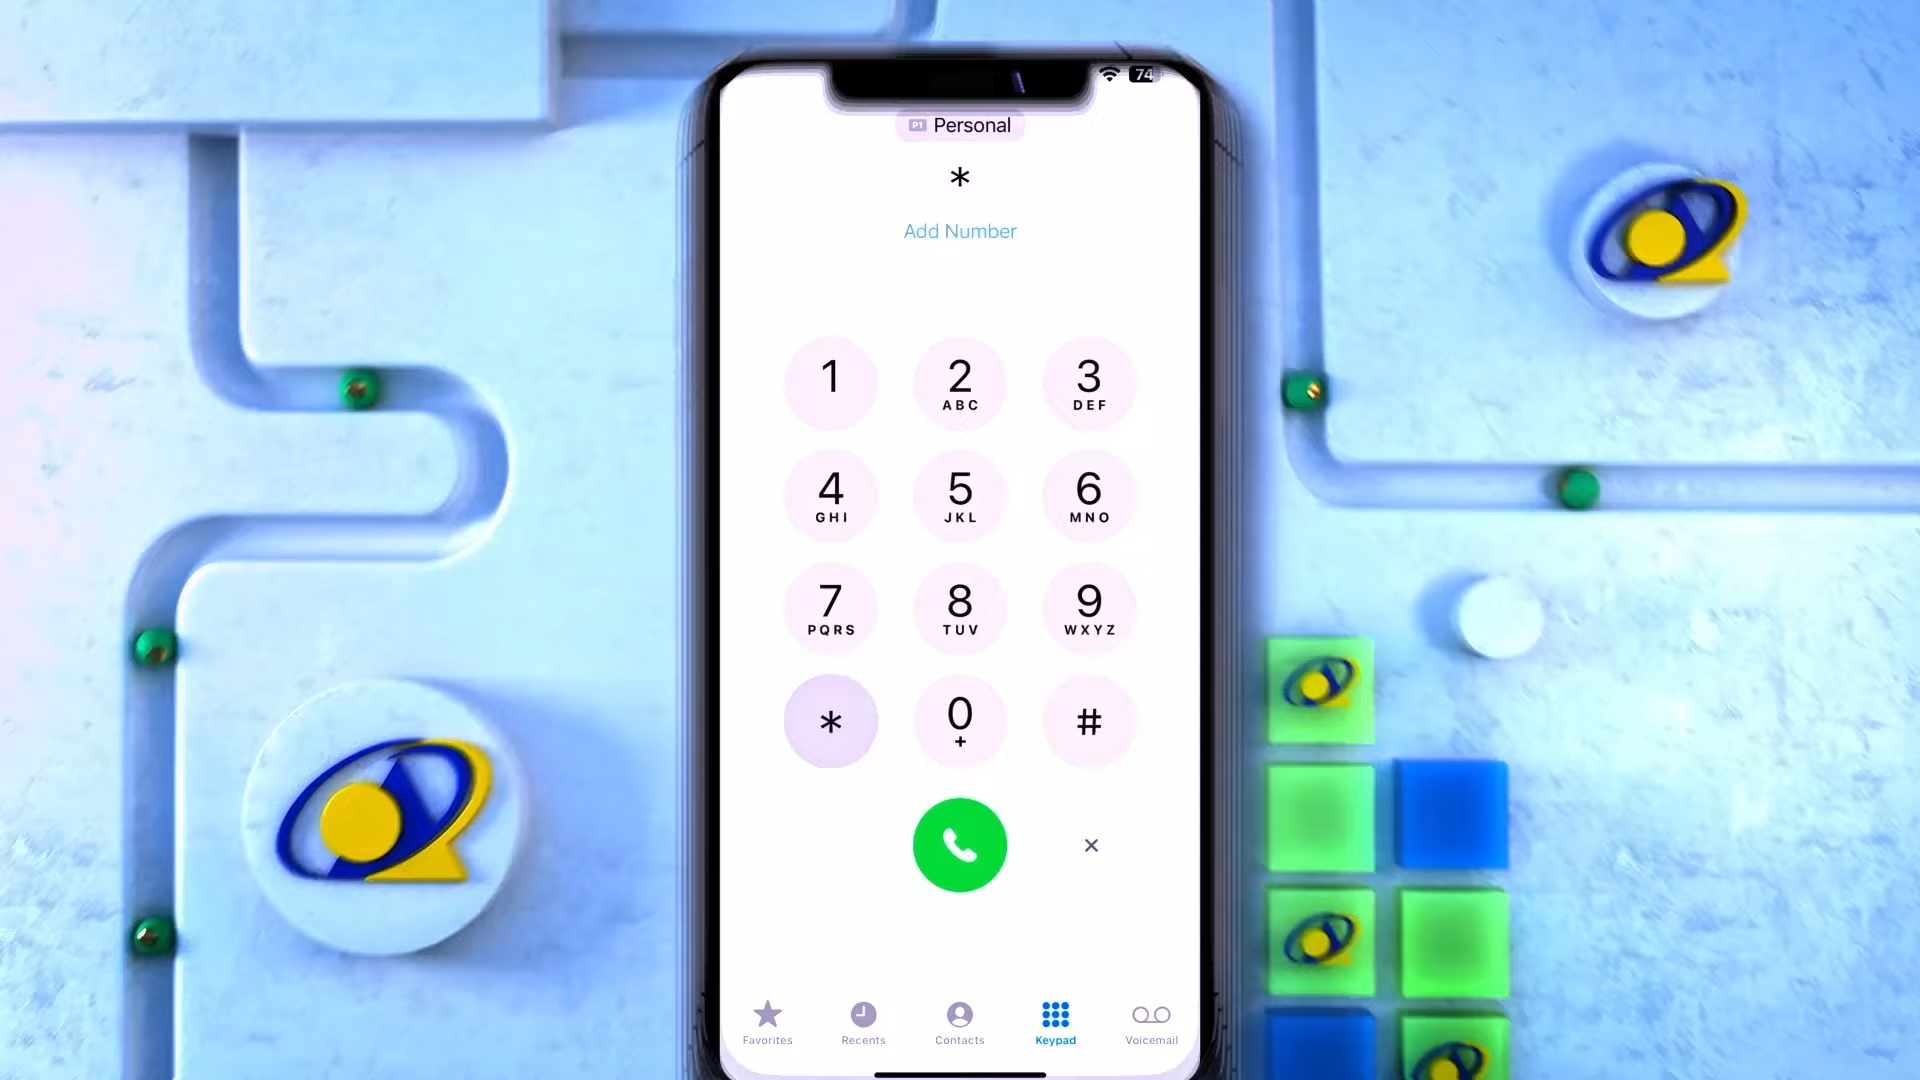 74
P1 Personal
*
Add Number
1
2
ABC
3
DEF
4
GHI
5
JKL
6
MNO
7
PQRS
8
TUV
9
WXYZ
*
0
+
#
×
Favorites
Recents
Contacts
Keypad
Voicemail